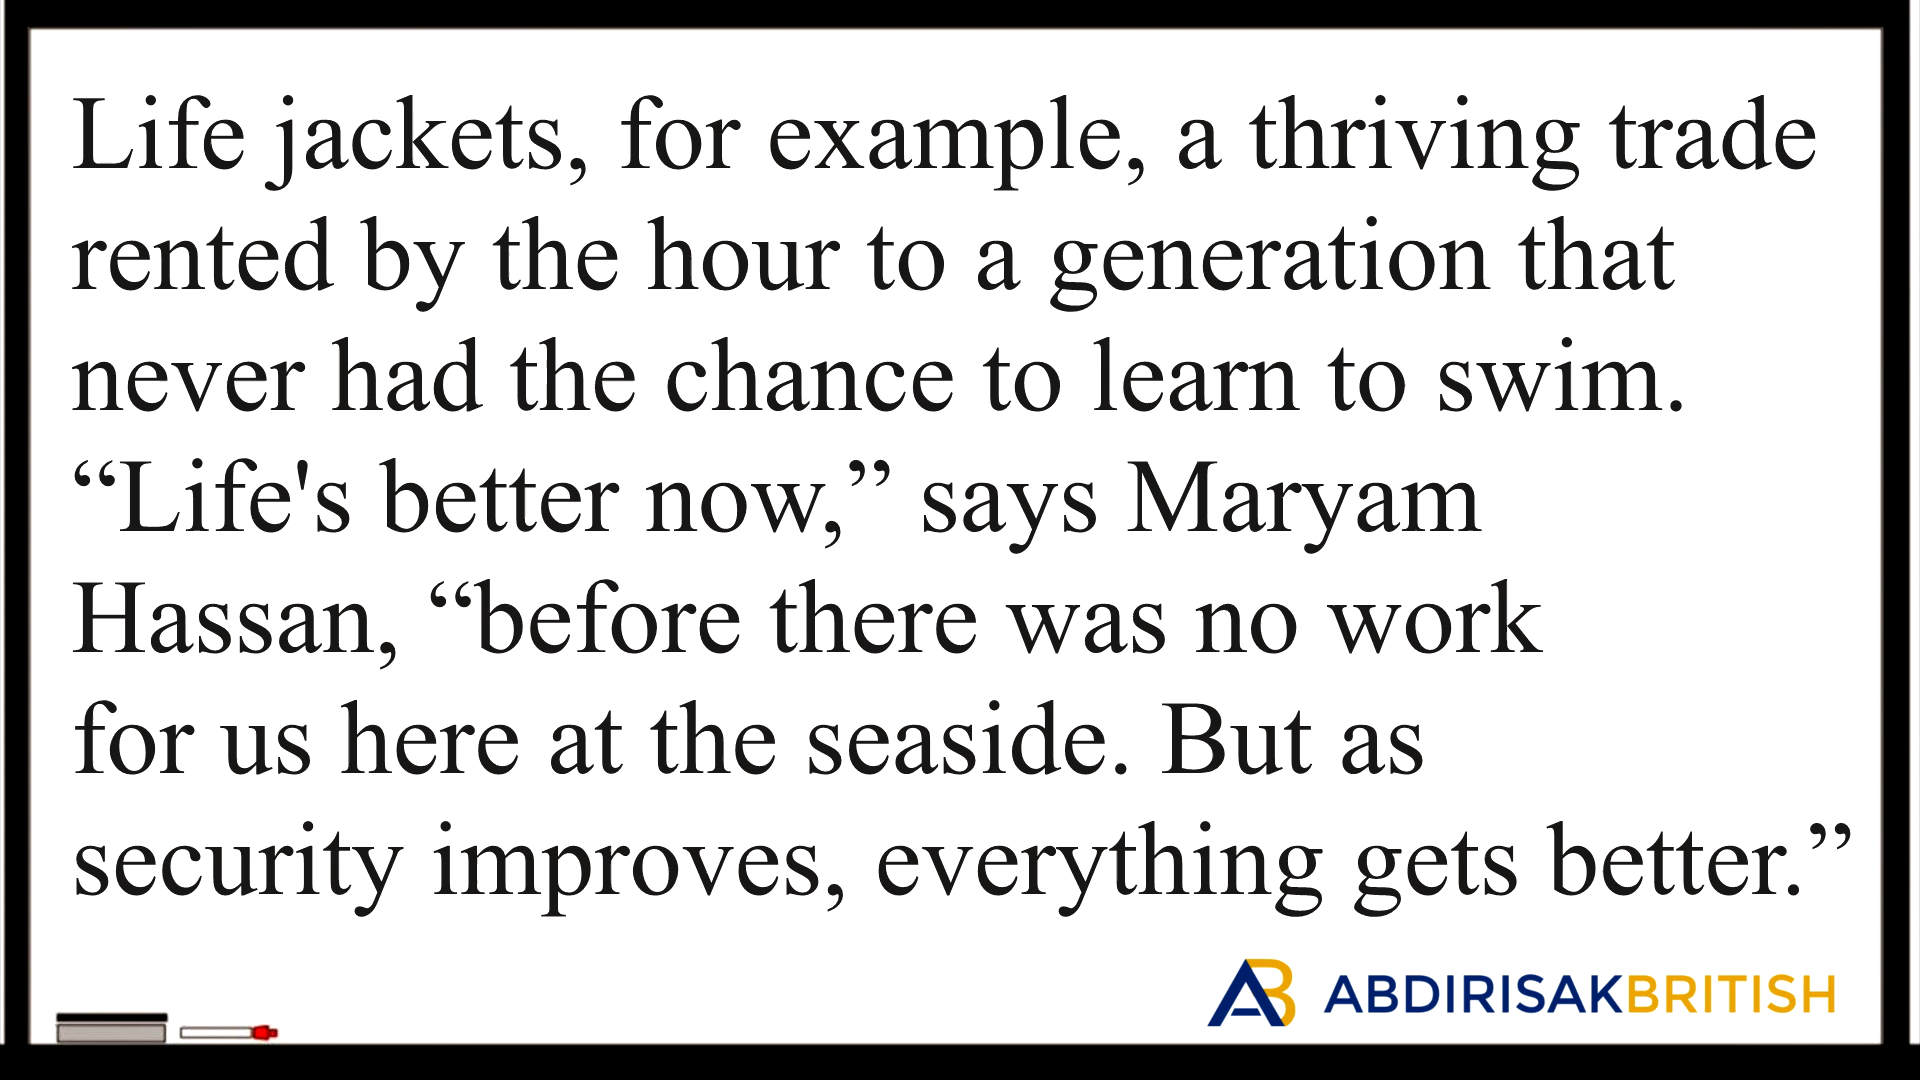 Life jackets, for example, a thriving trade
rented by the hour to a generation that
never had the chance to learn to swim.
“Life's better now,” says Maryam
Hassan, “before there was no work
for us here at the seaside. But as
security improves, everything gets better.”
AB ABDIRISAKBRITISH